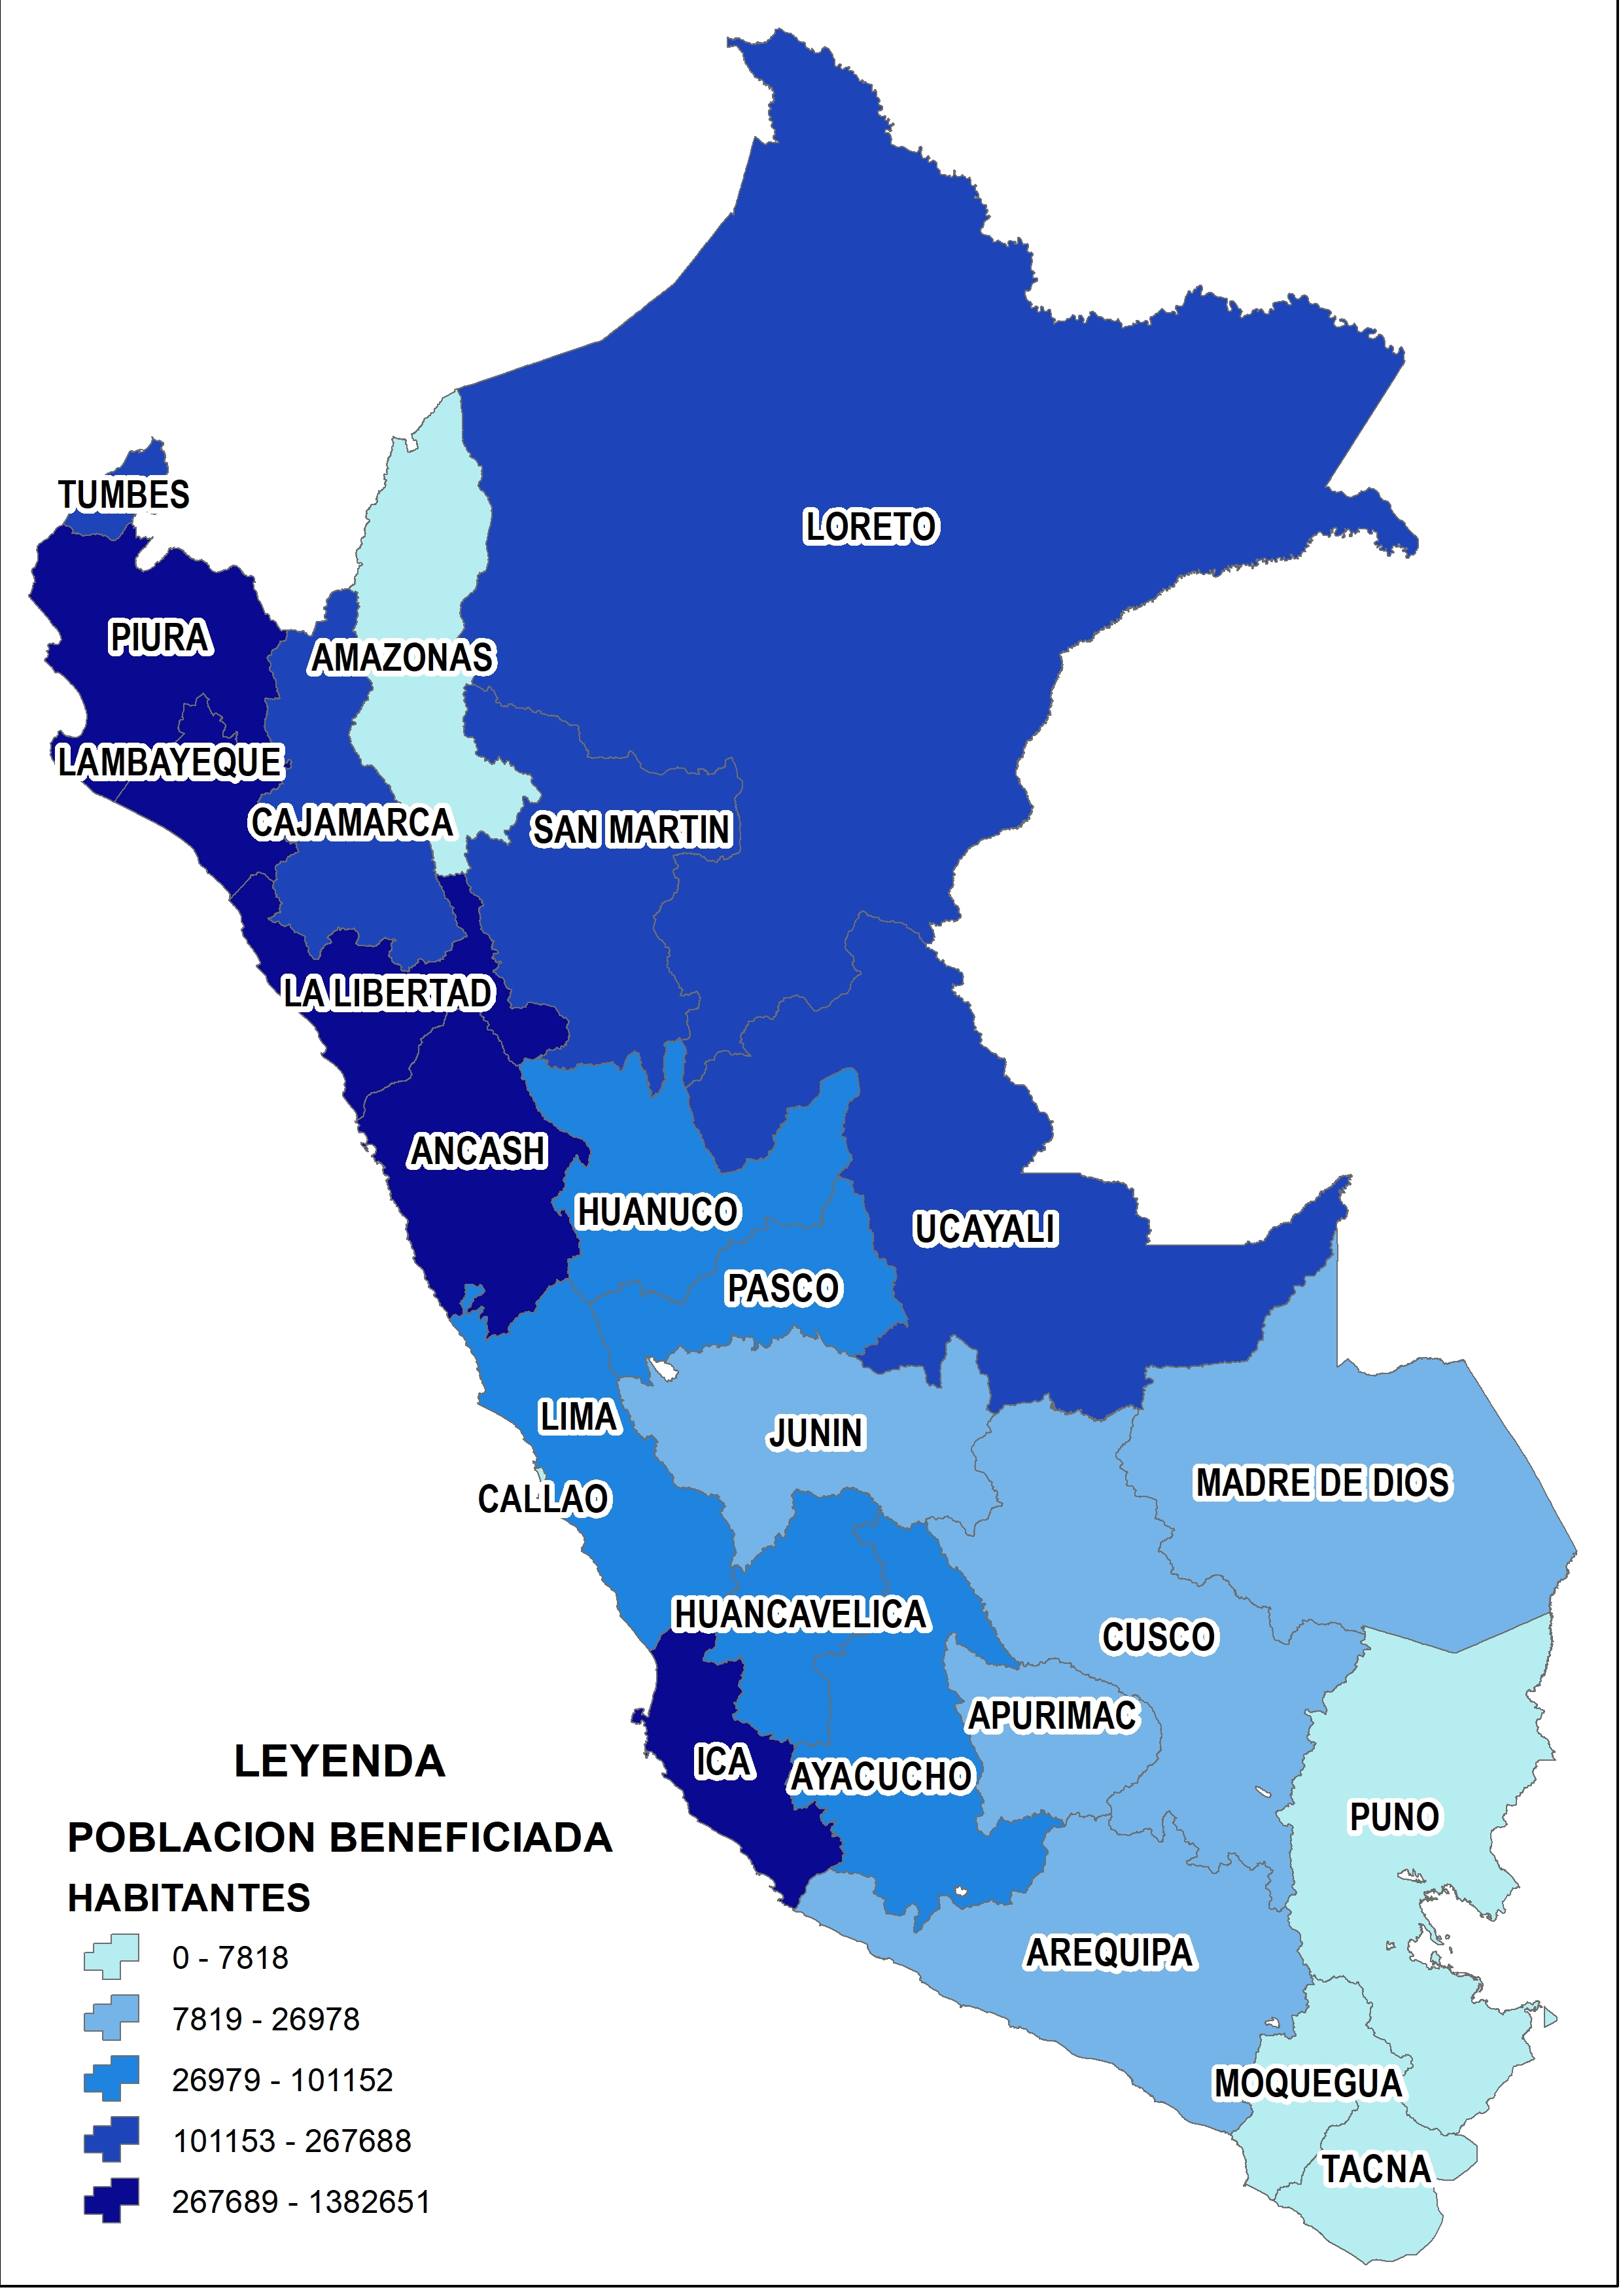 TUMBES
LORETO
PIURA
AMAZONAS
LAMBAYEQUE
CAJAMARCA
SAN MARTIN
LA LIBERTAD
ANCASH
HUANUCO
UCAYALI
PASCO
LIMA
JUNIN
MADRE DE DIOS
CALLAO
HUANCAVELICA
CUSCO
APURIMAC
ICA
AYACUCHO
PUNO
AREQUIPA
MOQUEGUA
TACNA
LEYENDA
POBLACION BENEFICIADA
HABITANTES
0 - 7818
7819 - 26978
26979 - 101152
101153 - 267688
267689 - 1382651